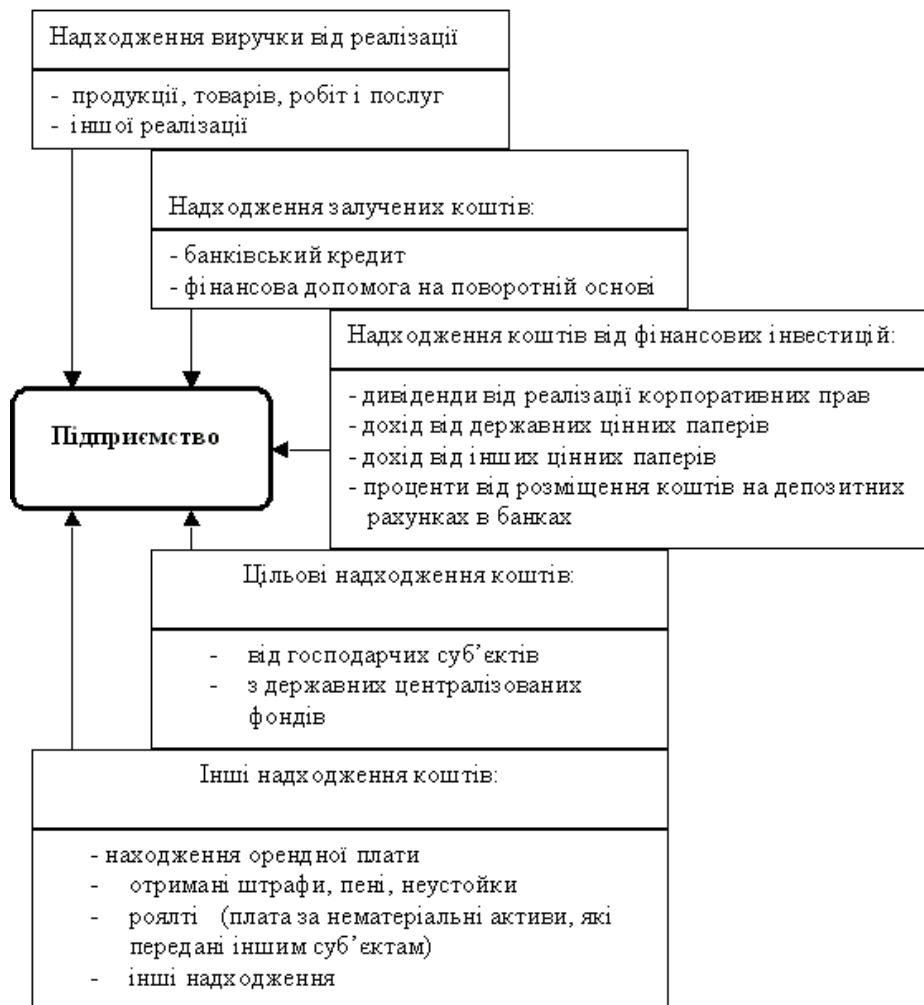 Надходження виручки від реалізації
- продукції, товарів, робіт і послуг
- іншої реалізації
Надходження залучених коштів:
- банківський кредит
- фінансова допомога на поворотній основі
Надходження коштів від фінансових інвестицій:
- дивіденди від реалізації корпоративних прав
- дохід від державних цінних паперів
- дохід від інших цінних паперів
- проценти від розміщення коштів на депозитних
рахунках в банках
Підприємство
Цільові надходження коштів:
- від господарчих суб’єктів
- з державних централізованих
фондів
Інші надходження коштів:
- находження орендної плати
- отримані штрафи, пені, неустойки
- роялті (плата за нематеріальні активи, які
передані іншим суб’єктам)
- інші надходження